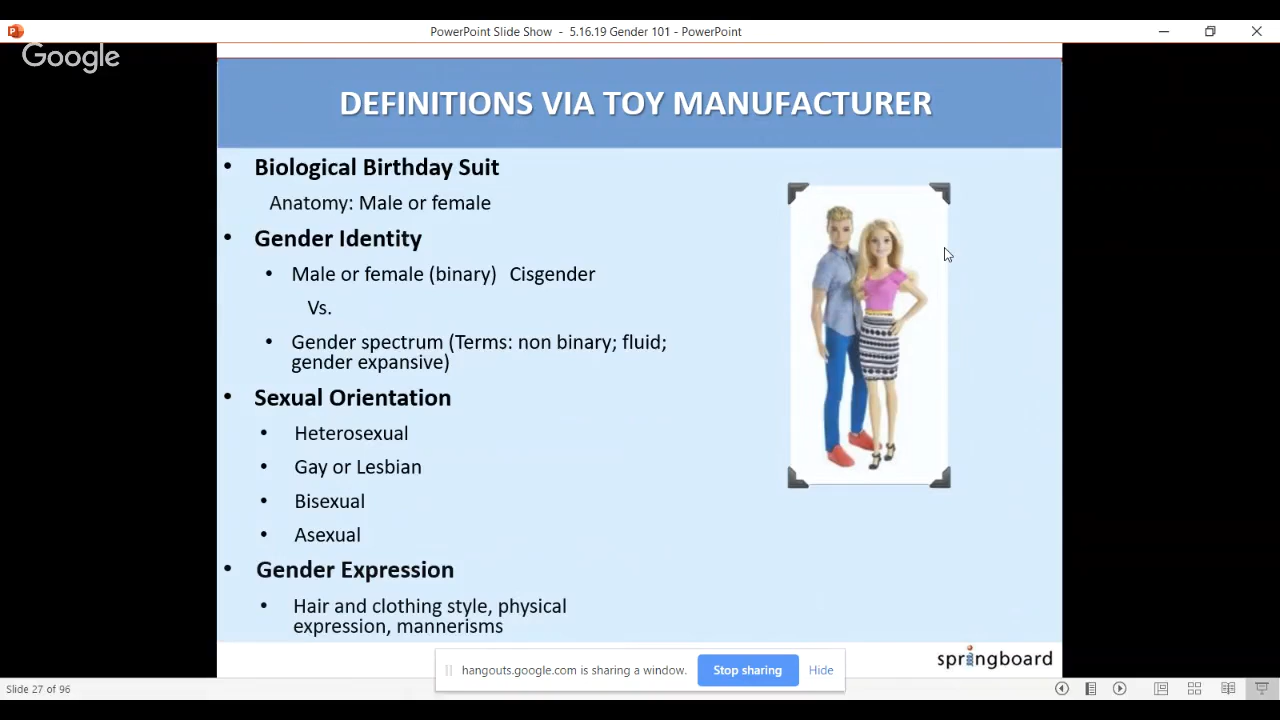 PowerPoint Slide Show - 5.16.19 Gender 101 - PowerPoint
Google
DEFINITIONS VIA TOY MANUFACTURER
• Biological Birthday Suit
Anatomy: Male or female
• Gender Identity
• Male or female (binary) Cisgender
Vs.
• Gender spectrum (Terms: non binary; fluid;
gender expansive)
• Sexual Orientation
• Heterosexual
• Gay or Lesbian
• Bisexual
• Asexual
• Gender Expression
• Hair and clothing style, physical
expression, mannerisms
springboard
hangouts.google.com is sharing a window. Stop sharing Hide
Slide 27 of 96